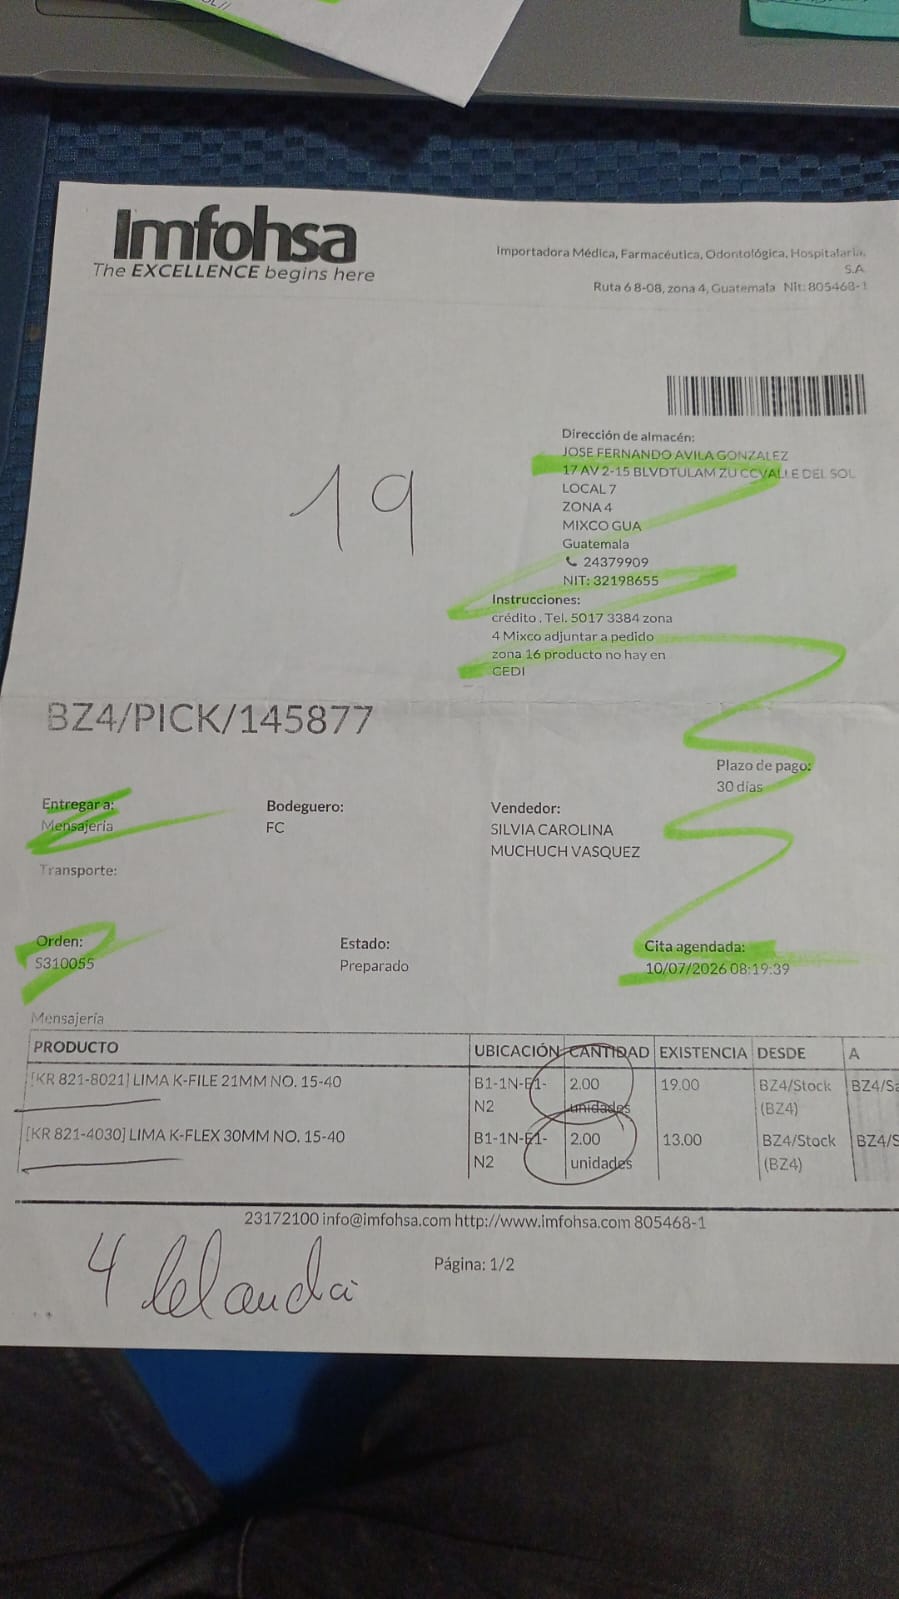 Imfohsa
The EXCELLENCE begins here
Importadora Médica, Farmacéutica, Odontológica, Hospitalaria,
S.A.
Ruta 6 8-08, zona 4, Guatemala Nit: 805468-1
Dirección de almacén:
JOSE FERNANDO AVILA GONZALEZ
17 AV 2-15 BLVDTULAM ZU CCVALLE DEL SOL
LOCAL 7
ZONA 4
MIXCO GUA
Guatemala
24379909
NIT: 32198655
19
Instrucciones:
crédito . Tel. 5017 3384 zona
4 Mixco adjuntar a pedido
zona 16 producto no hay en
CEDI
BZ4/PICK/145877
Plazo de pago:
30 días
Entregar a:
Mensajería
Bodeguero:
FC
Vendedor:
SILVIA CAROLINA
MUCHUCH VASQUEZ
Transporte:
Orden:
S310055
Estado:
Preparado
Cita agendada:
10/07/2026 08:19:39
Mensajería
PRODUCTO UBICACIÓN CANTIDAD EXISTENCIA DESDE A
[KR 821-8021] LIMA K-FILE 21MM NO. 15-40 B1-1N-E1- 2.00 19.00 BZ4/Stock BZ4/Sa
N2 unidades (BZ4)
[KR 821-4030] LIMA K-FLEX 30MM NO. 15-40 B1-1N-E1- 2.00 13.00 BZ4/Stock BZ4/S
N2 unidades (BZ4)
23172100 info@imfohsa.com http://www.imfohsa.com 805468-1
Página: 1/2
4